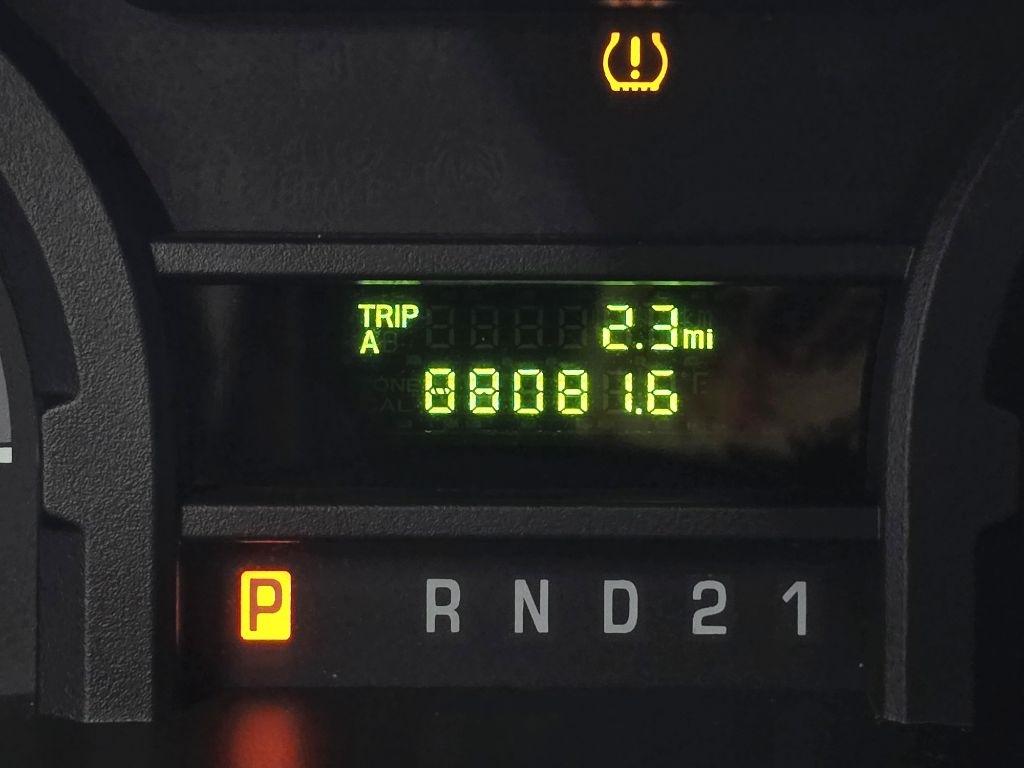 TRIP 2.3 mi
A
88081.6
P R N D 2 1